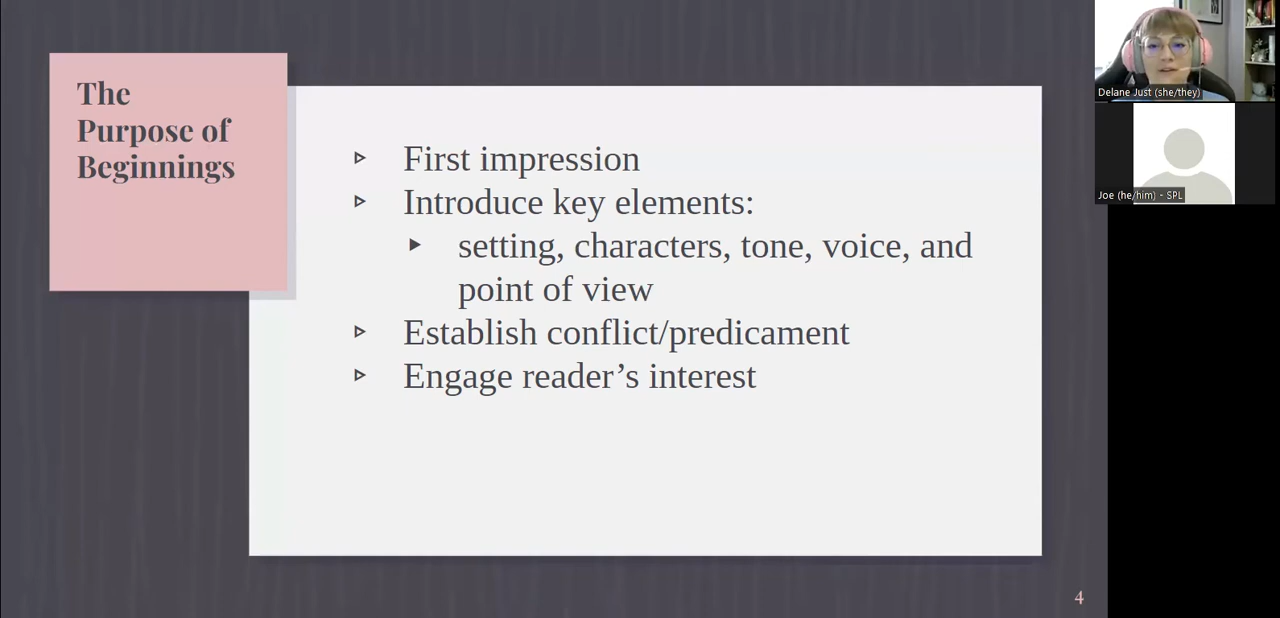 The
Purpose of
Beginnings
First impression
Introduce key elements:
setting, characters, tone, voice, and
point of view
Establish conflict/predicament
Engage reader’s interest
4
Delane Just (she/they)
Joe (he/him) - SPL